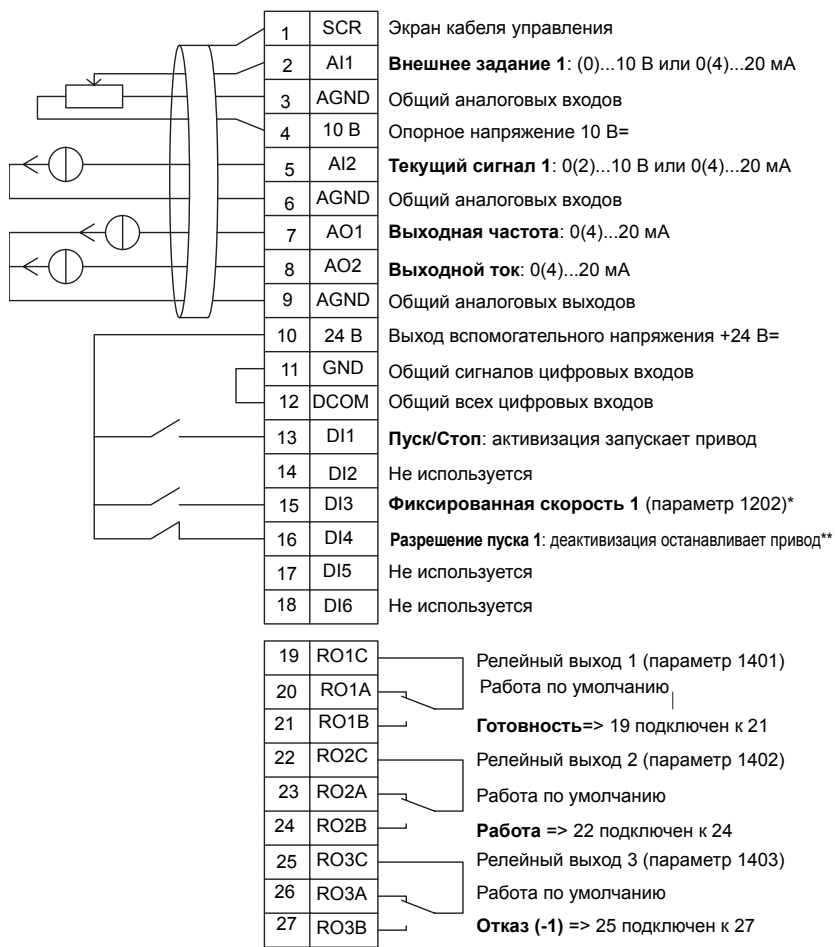 1 SCR Экран кабеля управления
2 AI1 Внешнее задание 1: (0)...10 В или 0(4)...20 мА
3 AGND Общий аналоговых входов
4 10 В Опорное напряжение 10 В=
5 AI2 Текущий сигнал 1: 0(2)...10 В или 0(4)...20 мА
6 AGND Общий аналоговых входов
7 AO1 Выходная частота: 0(4)...20 мА
8 AO2 Выходной ток: 0(4)...20 мА
9 AGND Общий аналоговых выходов
10 24 В Выход вспомогательного напряжения +24 В=
11 GND Общий сигналов цифровых входов
12 DCOM Общий всех цифровых входов
13 DI1 Пуск/Стоп: активизация запускает привод
14 DI2 Не используется
15 DI3 Фиксированная скорость 1 (параметр 1202)*
16 DI4 Разрешение пуска 1: деактивизация останавливает привод**
17 DI5 Не используется
18 DI6 Не используется
19 RO1C Релейный выход 1 (параметр 1401)
20 RO1A Работа по умолчанию
21 RO1B Готовность=> 19 подключен к 21
22 RO2C Релейный выход 2 (параметр 1402)
23 RO2A Работа по умолчанию
24 RO2B Работа => 22 подключен к 24
25 RO3C Релейный выход 3 (параметр 1403)
26 RO3A Работа по умолчанию
27 RO3B Отказ (-1) => 25 подключен к 27